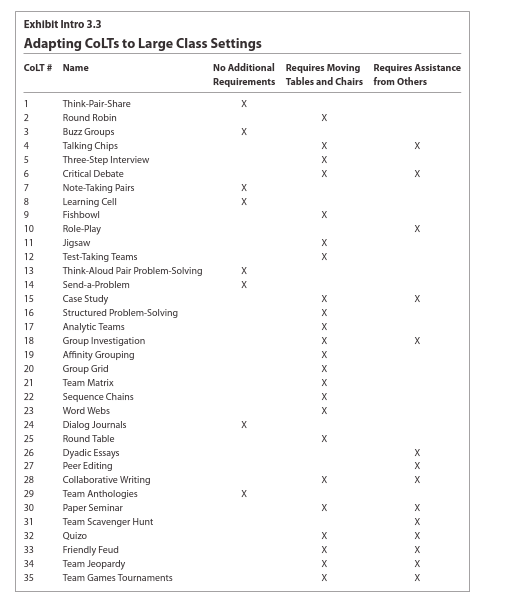 Exhibit Intro 3.3
Adapting CoLTs to Large Class Settings
CoLT # Name No Additional Requirements Requires Moving Tables and Chairs Requires Assistance from Others
1 Think-Pair-Share X
2 Round Robin X
3 Buzz Groups X
4 Talking Chips X X
5 Three-Step Interview X
6 Critical Debate X X
7 Note-Taking Pairs X
8 Learning Cell X
9 Fishbowl X
10 Role-Play X
11 Jigsaw X
12 Test-Taking Teams X
13 Think-Aloud Pair Problem-Solving X
14 Send-a-Problem X
15 Case Study X X
16 Structured Problem-Solving X
17 Analytic Teams X
18 Group Investigation X X
19 Affinity Grouping X
20 Group Grid X
21 Team Matrix X
22 Sequence Chains X
23 Word Webs X
24 Dialog Journals X
25 Round Table X
26 Dyadic Essays X
27 Peer Editing X
28 Collaborative Writing X X
29 Team Anthologies X
30 Paper Seminar X X
31 Team Scavenger Hunt X
32 Quizo X X
33 Friendly Feud X X
34 Team Jeopardy X X
35 Team Games Tournaments X X